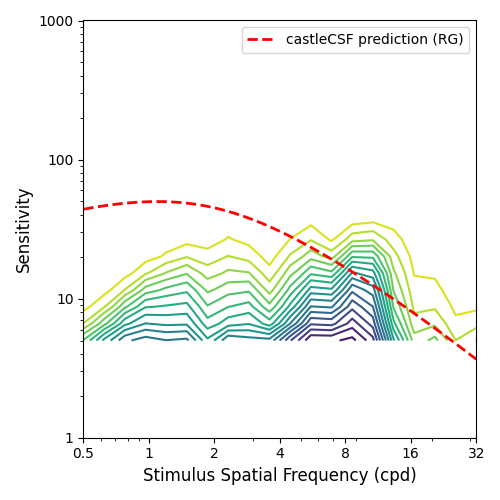 1000
castleCSF prediction (RG)
100
Sensitivity
10
1
0.5 1 2 4 8 16 32
Stimulus Spatial Frequency (cpd)